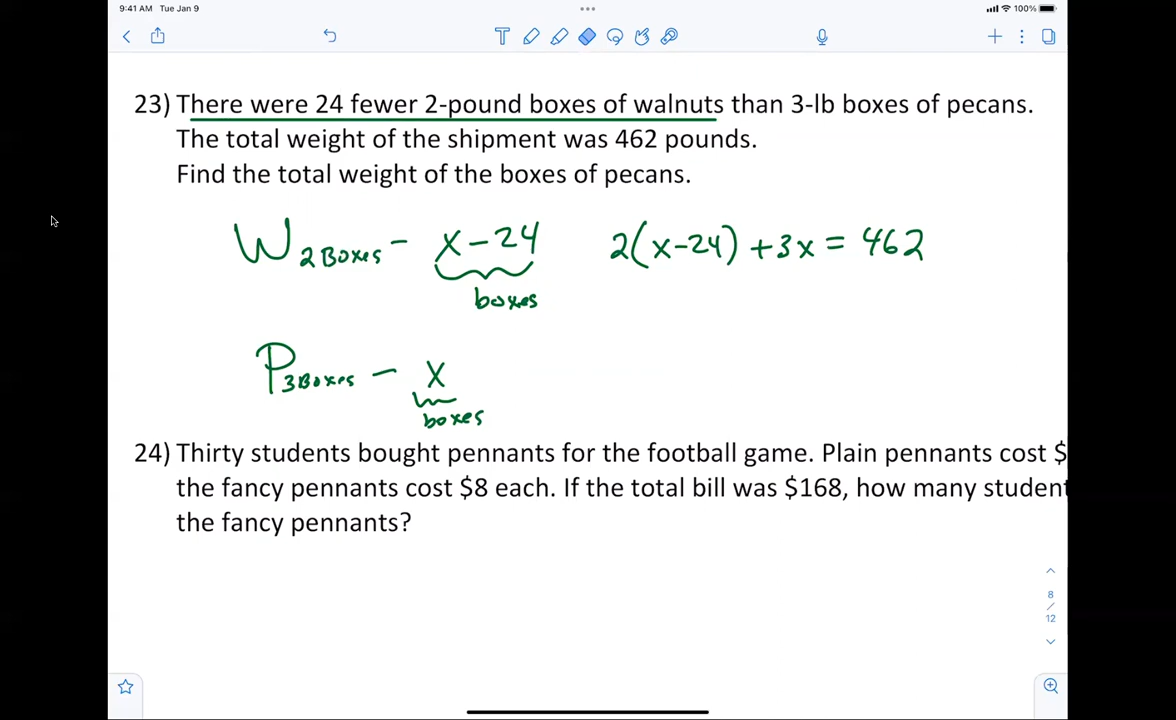 9:41 AM Tue Jan 9
100%
23) There were 24 fewer 2-pound boxes of walnuts than 3-lb boxes of pecans.
The total weight of the shipment was 462 pounds.
Find the total weight of the boxes of pecans.
W 2 Boxes - x-24 2(x-24) +3x = 462
boxes
P 3 Boxes - x
boxes
24) Thirty students bought pennants for the football game. Plain pennants cost $
the fancy pennants cost $8 each. If the total bill was $168, how many student
the fancy pennants?
8
/
12